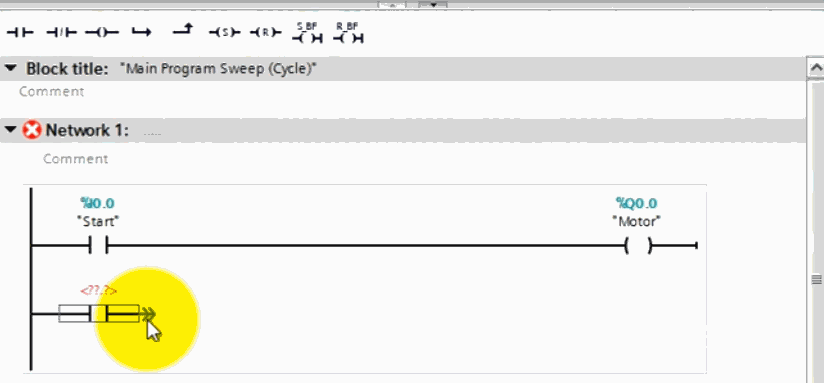 S_BF R_BF
Block title: "Main Program Sweep (Cycle)"
Comment
Network 1: .....
Comment
%I0.0 %Q0.0
"Start" "Motor"
<??.?>